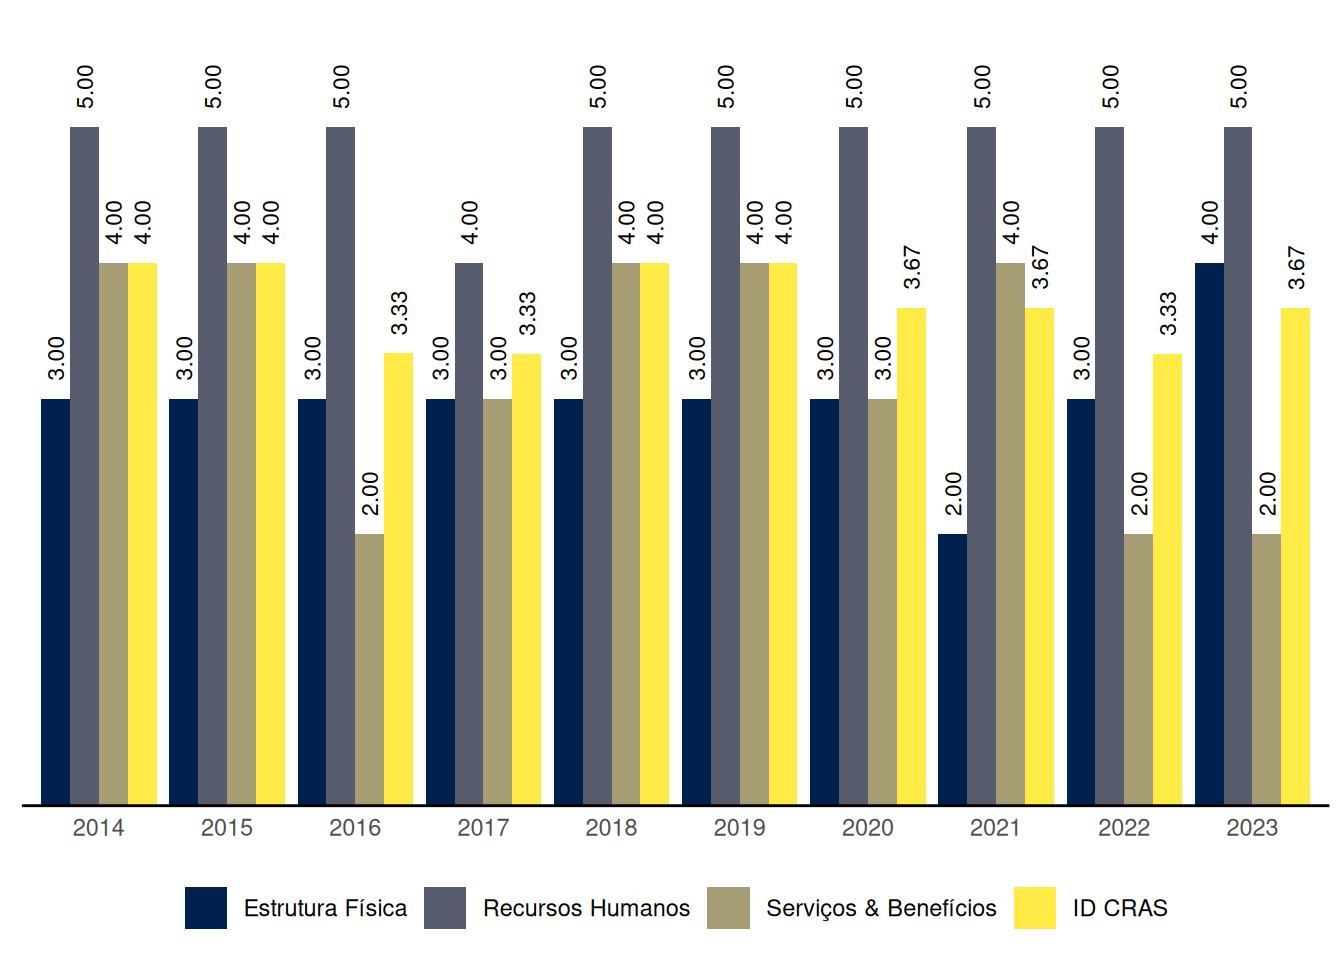 5.00 5.00 5.00 5.00 5.00 5.00 5.00 5.00 5.00
4.00 4.00 4.00 4.00 4.00 4.00 4.00 4.00 4.00 4.00 4.00
3.67 3.67 3.67
3.33 3.33 3.33
3.00 3.00 3.00 3.00 3.00 3.00 3.00 3.00 3.00 3.00
2.00 2.00 2.00 2.00
2014 2015 2016 2017 2018 2019 2020 2021 2022 2023
Estrutura Física Recursos Humanos Serviços & Benefícios ID CRAS